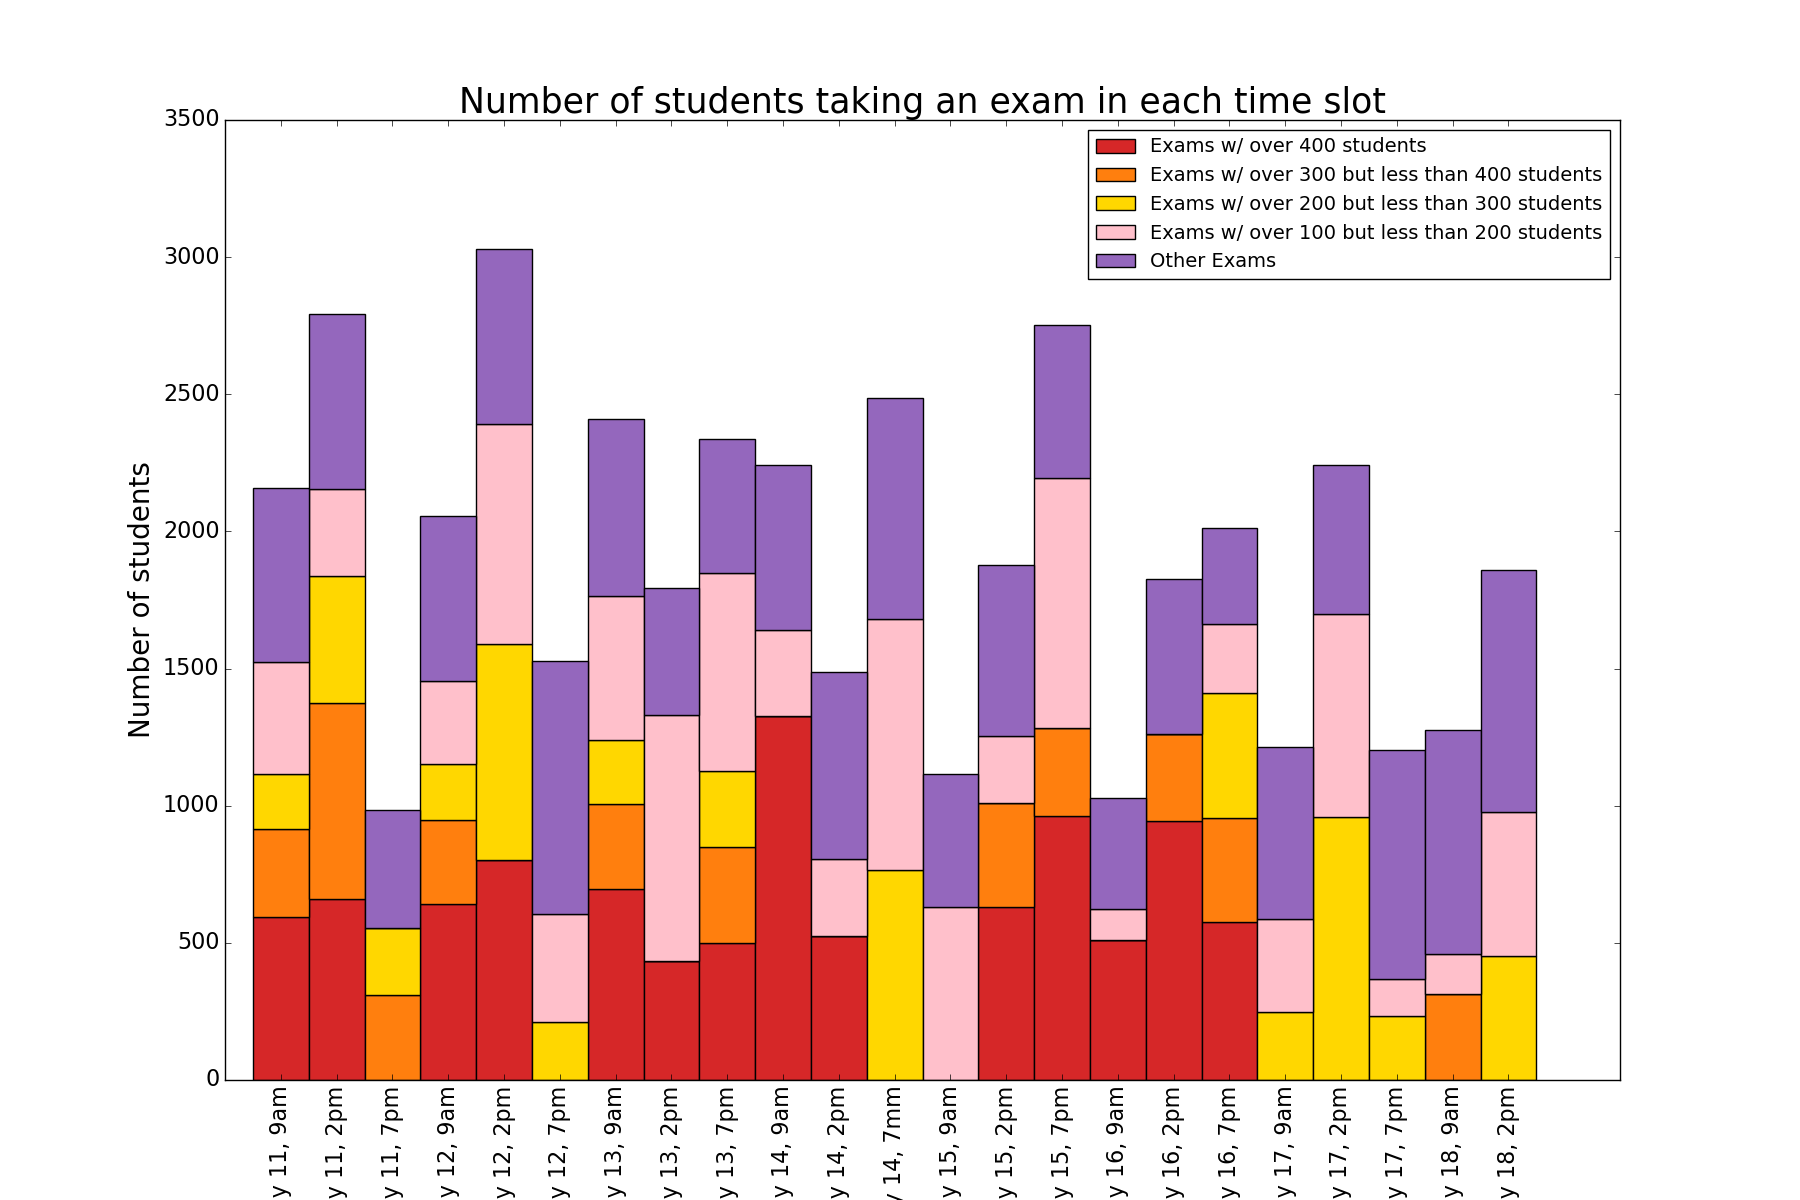 Number of students taking an exam in each time slot
3500
3000
2500
2000
1500
1000
500
0
Number of students
Exams w/ over 400 students
Exams w/ over 300 but less than 400 students
Exams w/ over 200 but less than 300 students
Exams w/ over 100 but less than 200 students
Other Exams
y 11, 9am
y 11, 2pm
y 11, 7pm
y 12, 9am
y 12, 2pm
y 12, 7pm
y 13, 9am
y 13, 2pm
y 13, 7pm
y 14, 9am
y 14, 2pm
y 14, 7mm
y 15, 9am
y 15, 2pm
y 15, 7pm
y 16, 9am
y 16, 2pm
y 16, 7pm
y 17, 9am
y 17, 2pm
y 17, 7pm
y 18, 9am
y 18, 2pm